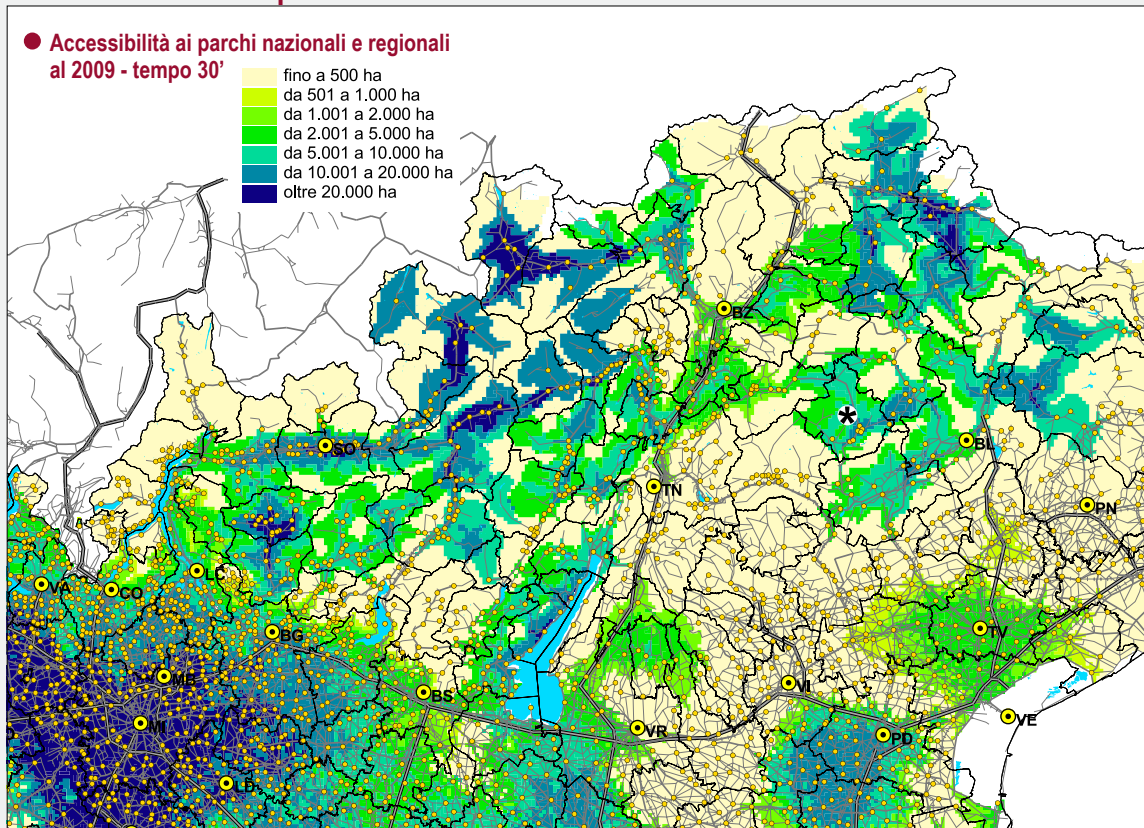 ● Accessibilità ai parchi nazionali e regionali
al 2009 - tempo 30'
fino a 500 ha
da 501 a 1.000 ha
da 1.001 a 2.000 ha
da 2.001 a 5.000 ha
da 5.001 a 10.000 ha
da 10.001 a 20.000 ha
oltre 20.000 ha
BZ
*
SO
BL
TN
PN
LC
VA
CO
BG
TV
MB
BS
VI
VE
MI
VR
PD
LD